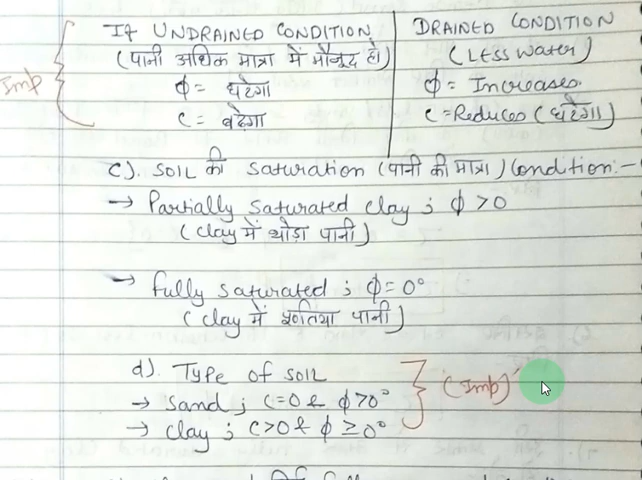 Imp
If UNDRAINED CONDITION
(पानी अधिक मात्रा में मौजूद हो)
ϕ = घटेगा
C = बढेगा
DRAINED CONDITION
(LESS water)
ϕ = Increases
C = Reduces (घटेगा)
C). SOIL की Saturation (पानी की मात्रा) Condition:-
→ Partially Saturated clay ; ϕ > 0
(clay में थोड़ा पानी)
→ fully saturated ; ϕ = 0°
(clay में पानी)
d). Type of soil
→ Sand ; C=0 & ϕ>0°
→ Clay ; C>0 & ϕ ≥ 0°
(Imp)